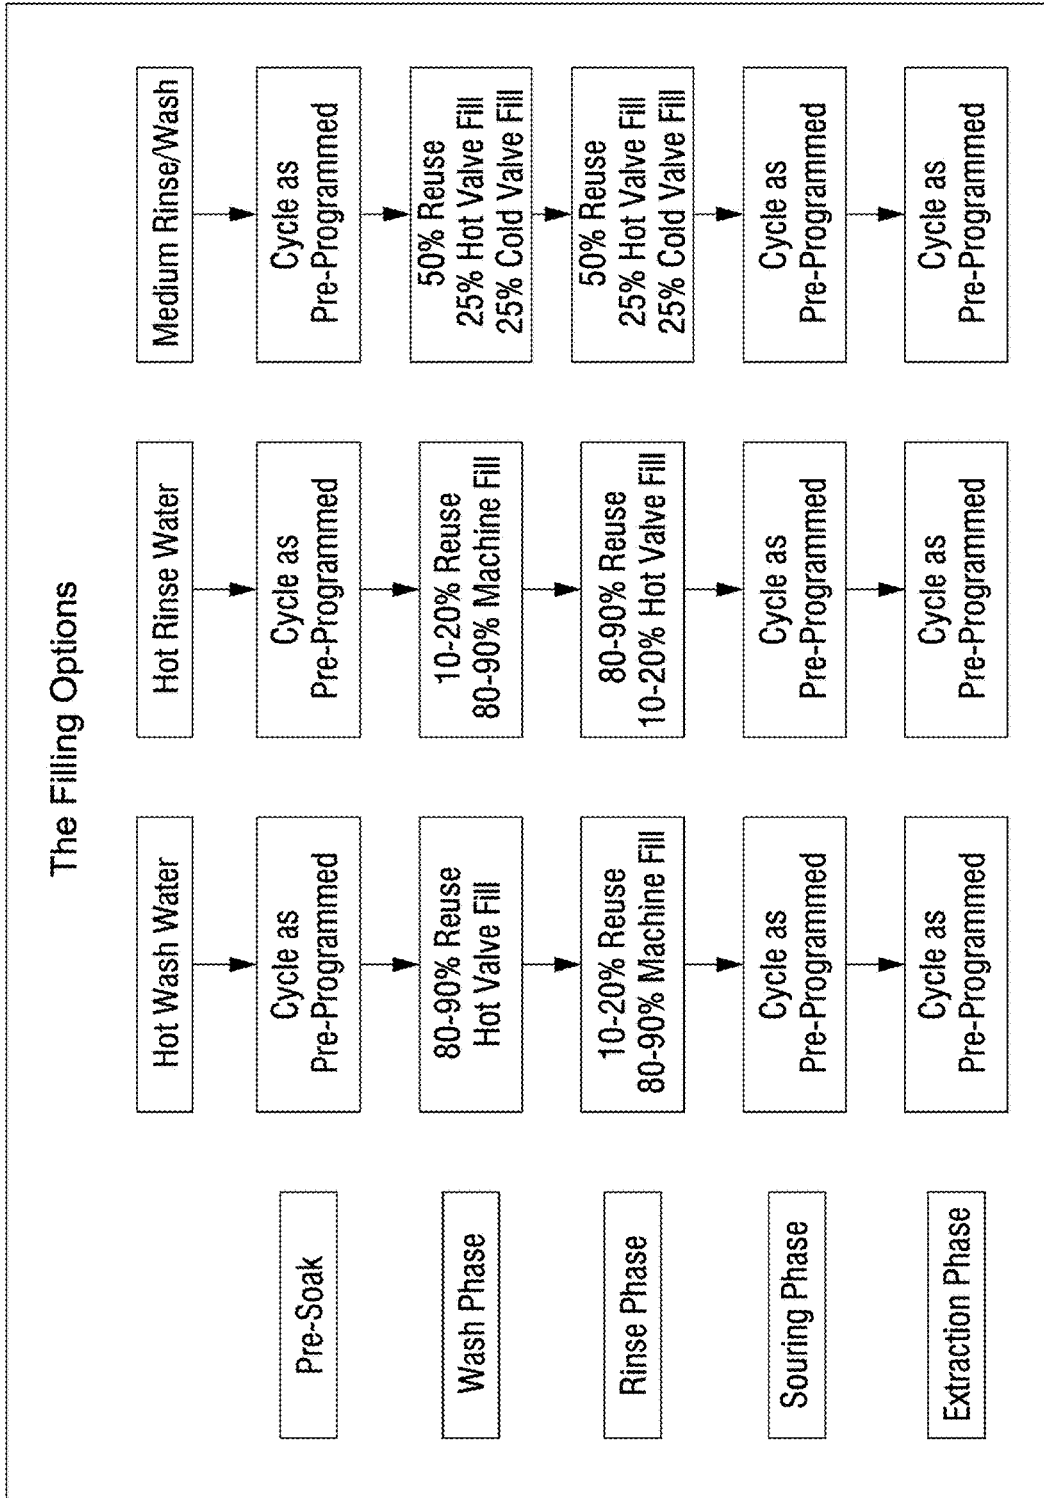 The Filling Options
Hot Wash Water
Hot Rinse Water
Medium Rinse/Wash
Pre-Soak
Cycle as
Pre-Programmed
Cycle as
Pre-Programmed
Cycle as
Pre-Programmed
Wash Phase
80-90% Reuse
Hot Valve Fill
10-20% Reuse
80-90% Machine Fill
50% Reuse
25% Hot Valve Fill
25% Cold Valve Fill
Rinse Phase
10-20% Reuse
80-90% Machine Fill
80-90% Reuse
10-20% Hot Valve Fill
50% Reuse
25% Hot Valve Fill
25% Cold Valve Fill
Souring Phase
Cycle as
Pre-Programmed
Cycle as
Pre-Programmed
Cycle as
Pre-Programmed
Extraction Phase
Cycle as
Pre-Programmed
Cycle as
Pre-Programmed
Cycle as
Pre-Programmed